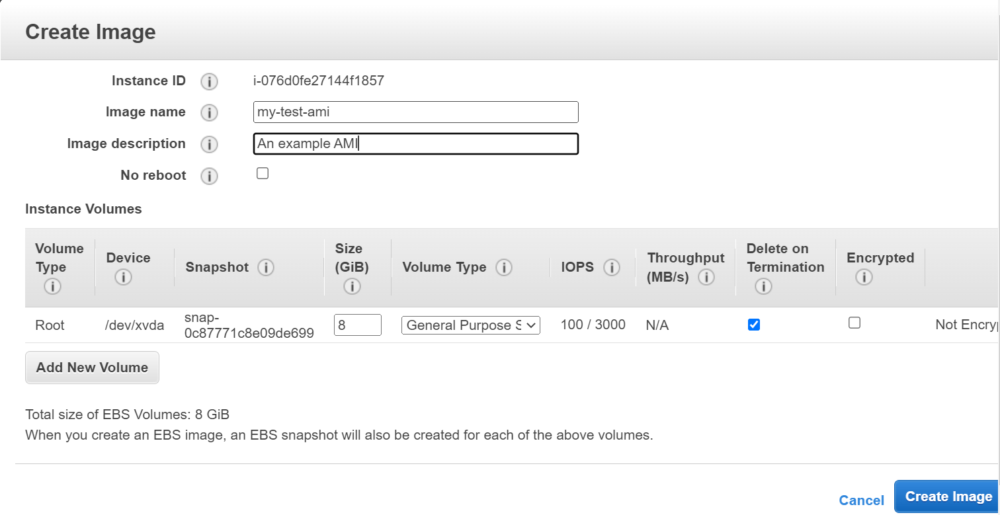 Create Image
Instance ID i-076d0fe27144f1857
Image name my-test-ami
Image description An example AMI
No reboot
Instance Volumes
Volume Type Device Snapshot Size (GiB) Volume Type IOPS Throughput (MB/s) Delete on Termination Encrypted
Root /dev/xvda snap-0c87771c8e09de699 8 General Purpose S 100 / 3000 N/A Not Encry
Add New Volume
Total size of EBS Volumes: 8 GiB
When you create an EBS image, an EBS snapshot will also be created for each of the above volumes.
Cancel Create Image